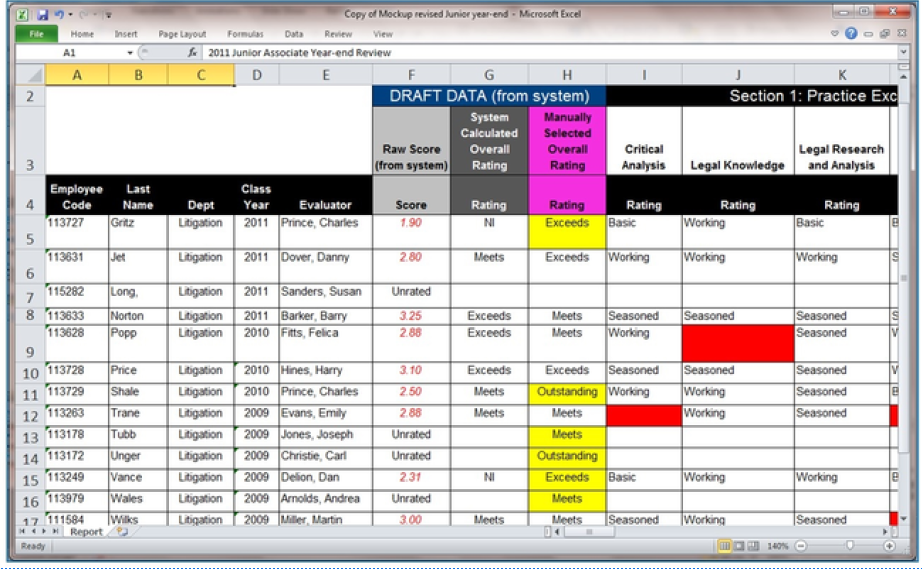 Copy of Mockup revised Junior year-end - Microsoft Excel
File Home Insert Page Layout Formulas Data Review View
A1 fx 2011 Junior Associate Year-end Review
A B C D E F G H I J K
2 DRAFT DATA (from system) Section 1: Practice Exc
System Manually
Calculated Selected
Raw Score Overall Overall Critical Legal Research
3 (from system) Rating Rating Analysis Legal Knowledge and Analysis
Employee Last Class
4 Code Name Dept Year Evaluator Score Rating Rating Rating Rating Rating
5 113727 Gritz Litigation 2011 Prince, Charles 1.90 NI Exceeds Basic Working Basic E
6 113631 Jet Litigation 2011 Dover, Danny 2.80 Meets Exceeds Working Working Working S
7 115282 Long, Litigation 2011 Sanders, Susan Unrated
8 113633 Norton Litigation 2011 Barker, Barry 3.25 Exceeds Meets Seasoned Seasoned Seasoned S
9 113628 Popp Litigation 2010 Fitts, Felica 2.88 Exceeds Meets Working Seasoned V
10 113728 Price Litigation 2010 Hines, Harry 3.10 Exceeds Exceeds Seasoned Seasoned Seasoned V
11 113729 Shale Litigation 2010 Prince, Charles 2.50 Meets Outstanding Working Working Seasoned E
12 113263 Trane Litigation 2009 Evans, Emily 2.88 Meets Meets Working Seasoned
13 113178 Tubb Litigation 2009 Jones, Joseph Unrated Meets
14 113172 Unger Litigation 2009 Christie, Carl Unrated Outstanding
15 113249 Vance Litigation 2009 Delion, Dan 2.31 NI Exceeds Basic Working Working E
16 113979 Wales Litigation 2009 Arnolds, Andrea Unrated Meets
17 111584 Wilks Litigation 2009 Miller, Martin 3.00 Meets Meets Seasoned Working Seasoned
Report
Ready 140%